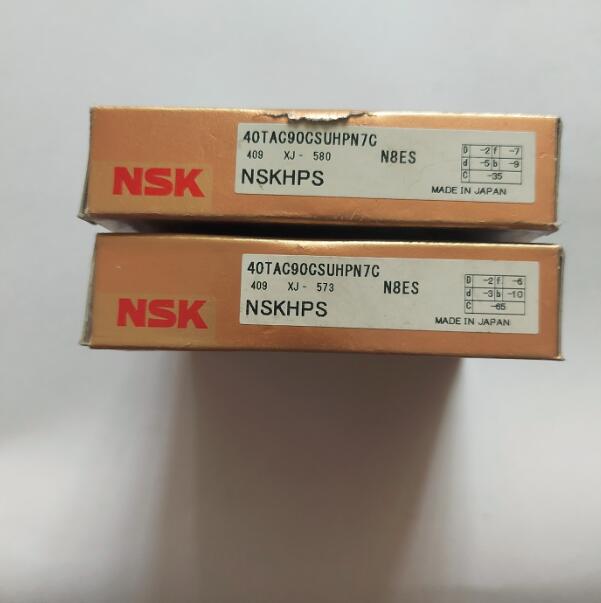 NSK
40TAC90CSUHPN7C
409 XJ- 580 N8ES
NSKHPS
D -2 f -7
d -5 b -9
C -35
MADE IN JAPAN
NSK
40TAC90CSUHPN7C
409 XJ- 573 N8ES
NSKHPS
D -2 f -6
d -3 b -10
C -65
MADE IN JAPAN